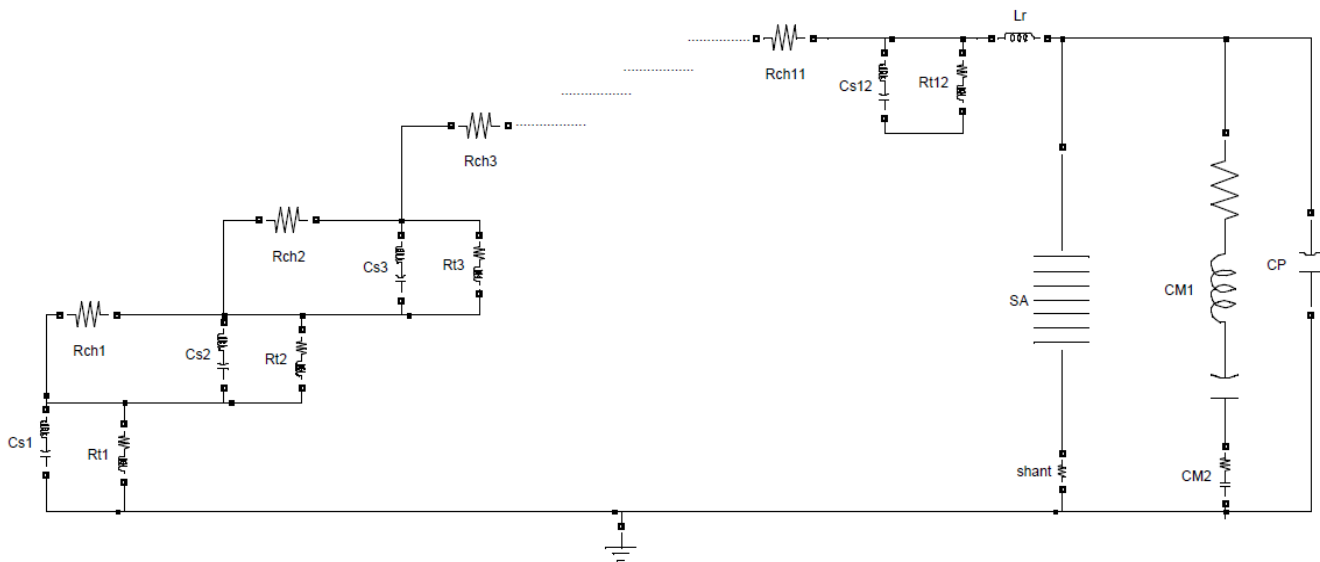 Lr
Rch11
Cs12
Rt12
Rch3
Rch2
Cs3
Rt3
SA
CM1
CP
Rch1
Cs2
Rt2
Cs1
Rt1
shant
CM2